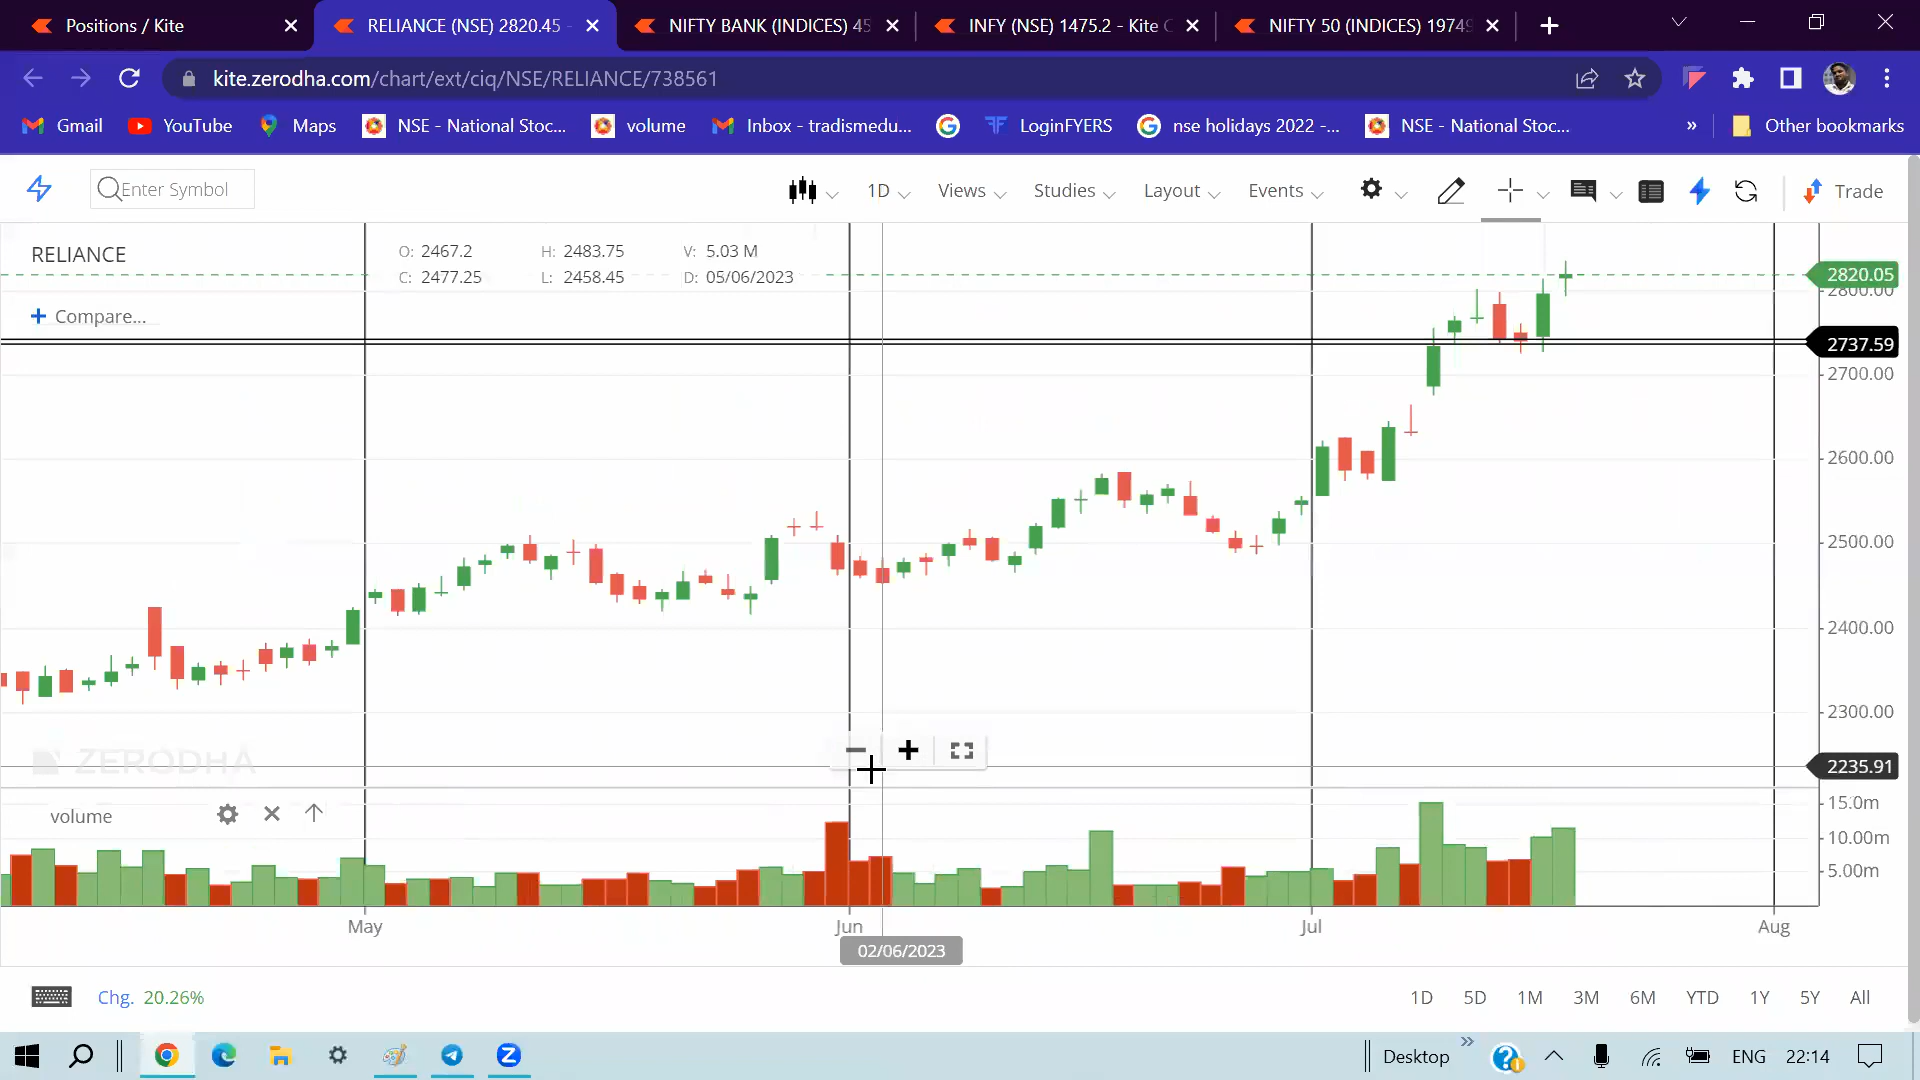 Positions / Kite
RELIANCE (NSE) 2820.45 -
NIFTY BANK (INDICES) 45
INFY (NSE) 1475.2 - Kite C
NIFTY 50 (INDICES) 19749
kite.zerodha.com/chart/ext/ciq/NSE/RELIANCE/738561
Gmail
YouTube
Maps
NSE - National Stoc...
volume
Inbox - tradismedu...
LoginFYERS
nse holidays 2022 -...
NSE - National Stoc...
»
Other bookmarks
Enter Symbol
1D
Views
Studies
Layout
Events
Trade
RELIANCE
O: 2467.2 H: 2483.75 V: 5.03 M
C: 2477.25 L: 2458.45 D: 05/06/2023
+ Compare...
2820.05
2800.00
2737.59
2700.00
2600.00
2500.00
2400.00
2300.00
2235.91
ZERODHA
volume
15.0m
10.00m
5.00m
May
Jun
Jul
Aug
02/06/2023
Chg. 20.26%
1D 5D 1M 3M 6M YTD 1Y 5Y All
Desktop
»
ENG
22:14